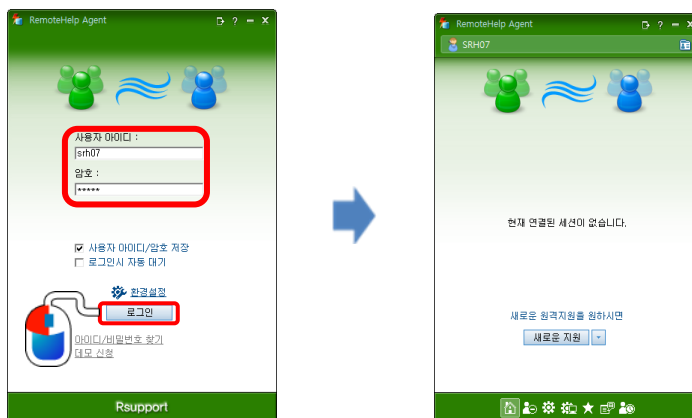 RemoteHelp Agent
사용자 아이디 :
srh07
암호 :
*****
사용자 아이디/암호 저장
로그인시 자동 대기
환경설정
로그인
아이디/비밀번호 찾기
데모 신청
Rsupport
RemoteHelp Agent
SRH07
현재 연결된 세션이 없습니다.
새로운 원격지원을 원하시면
새로운 지원